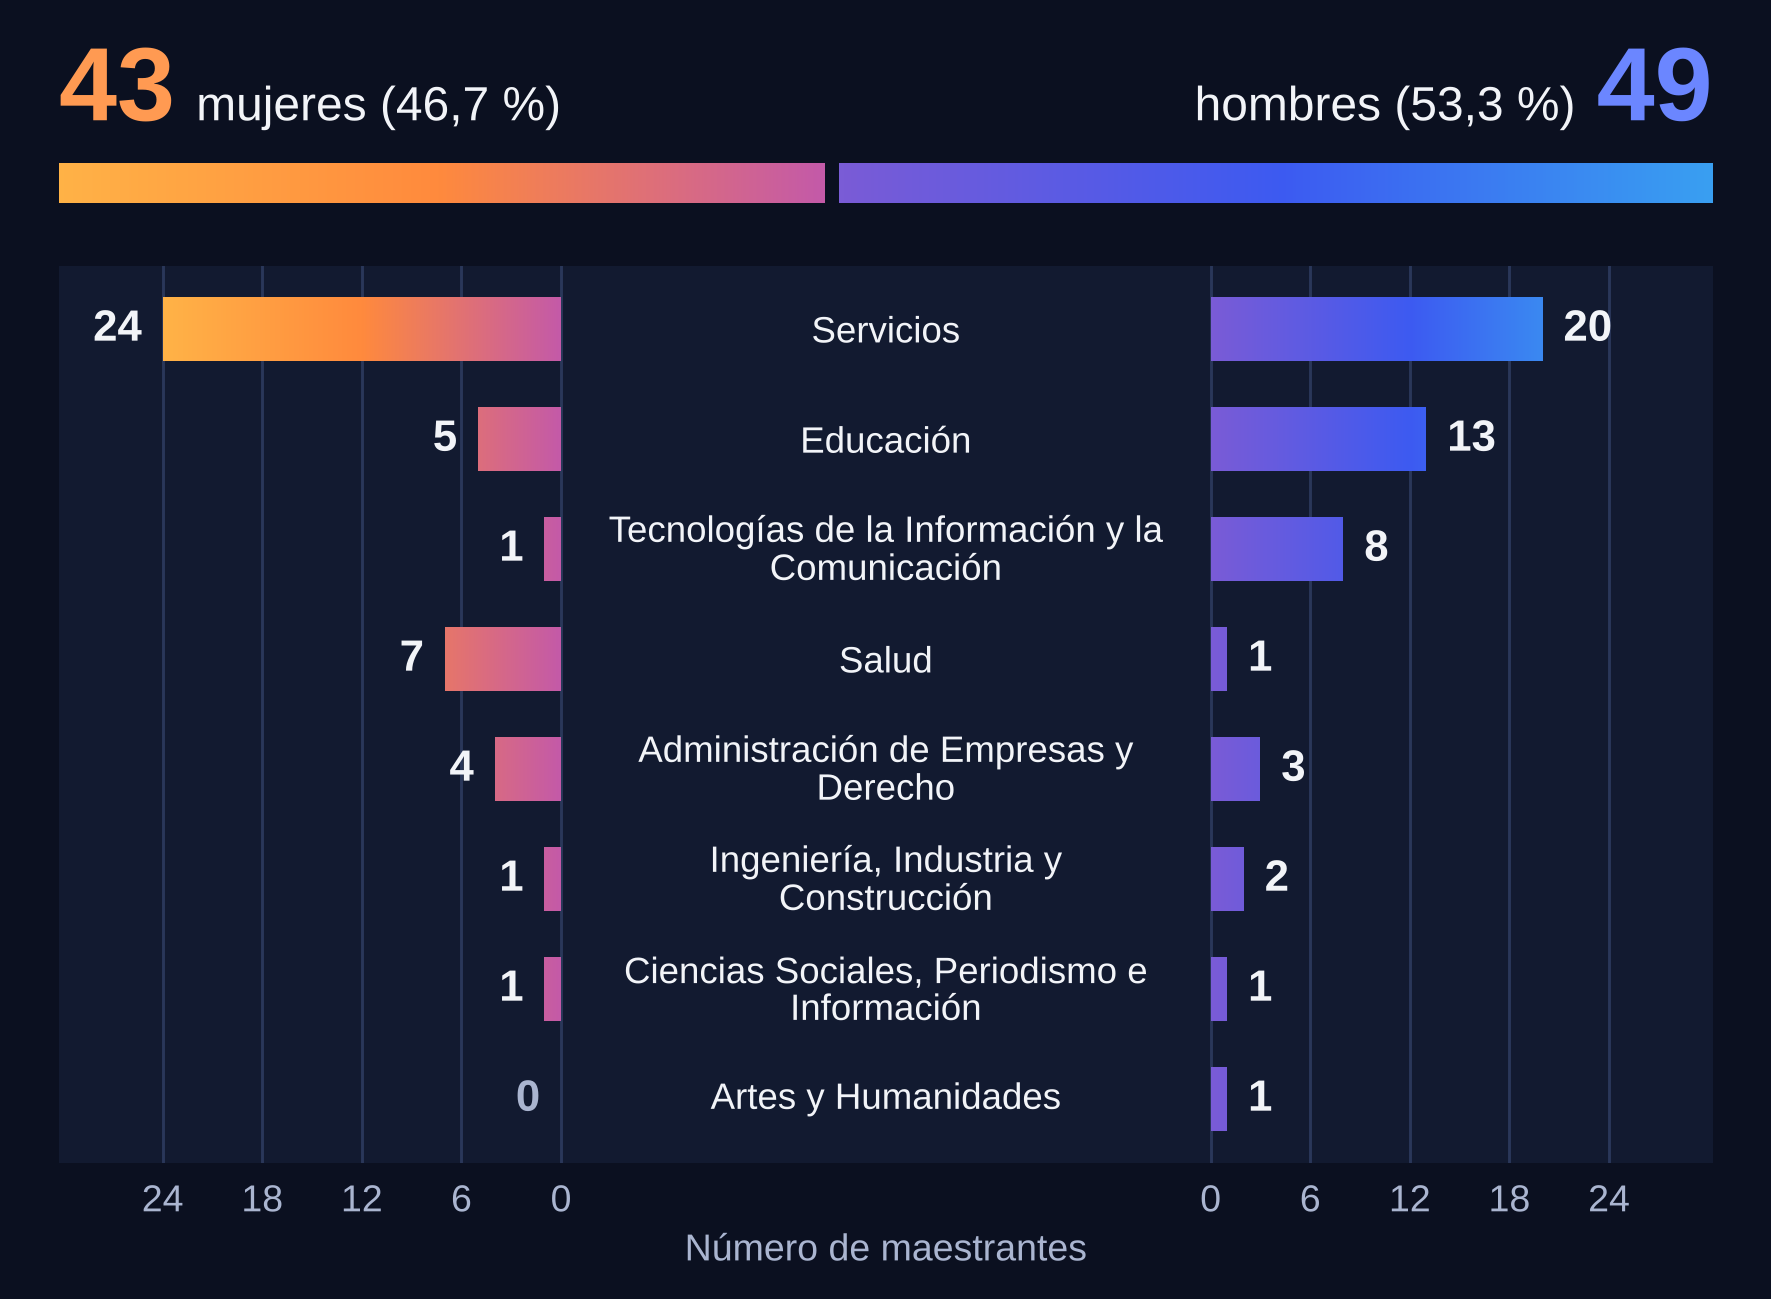 43 mujeres (46,7 %)
hombres (53,3 %) 49
24 Servicios 20
5 Educación 13
Tecnologías de la Información y la
1 8
Comunicación
7 Salud 1
Administración de Empresas y
4 3
Derecho
Ingeniería, Industria y
1 2
Construcción
Ciencias Sociales, Periodismo e
1 1
Información
0 Artes y Humanidades 1
24 18 12 6 0 0 6 12 18 24
Número de maestrantes